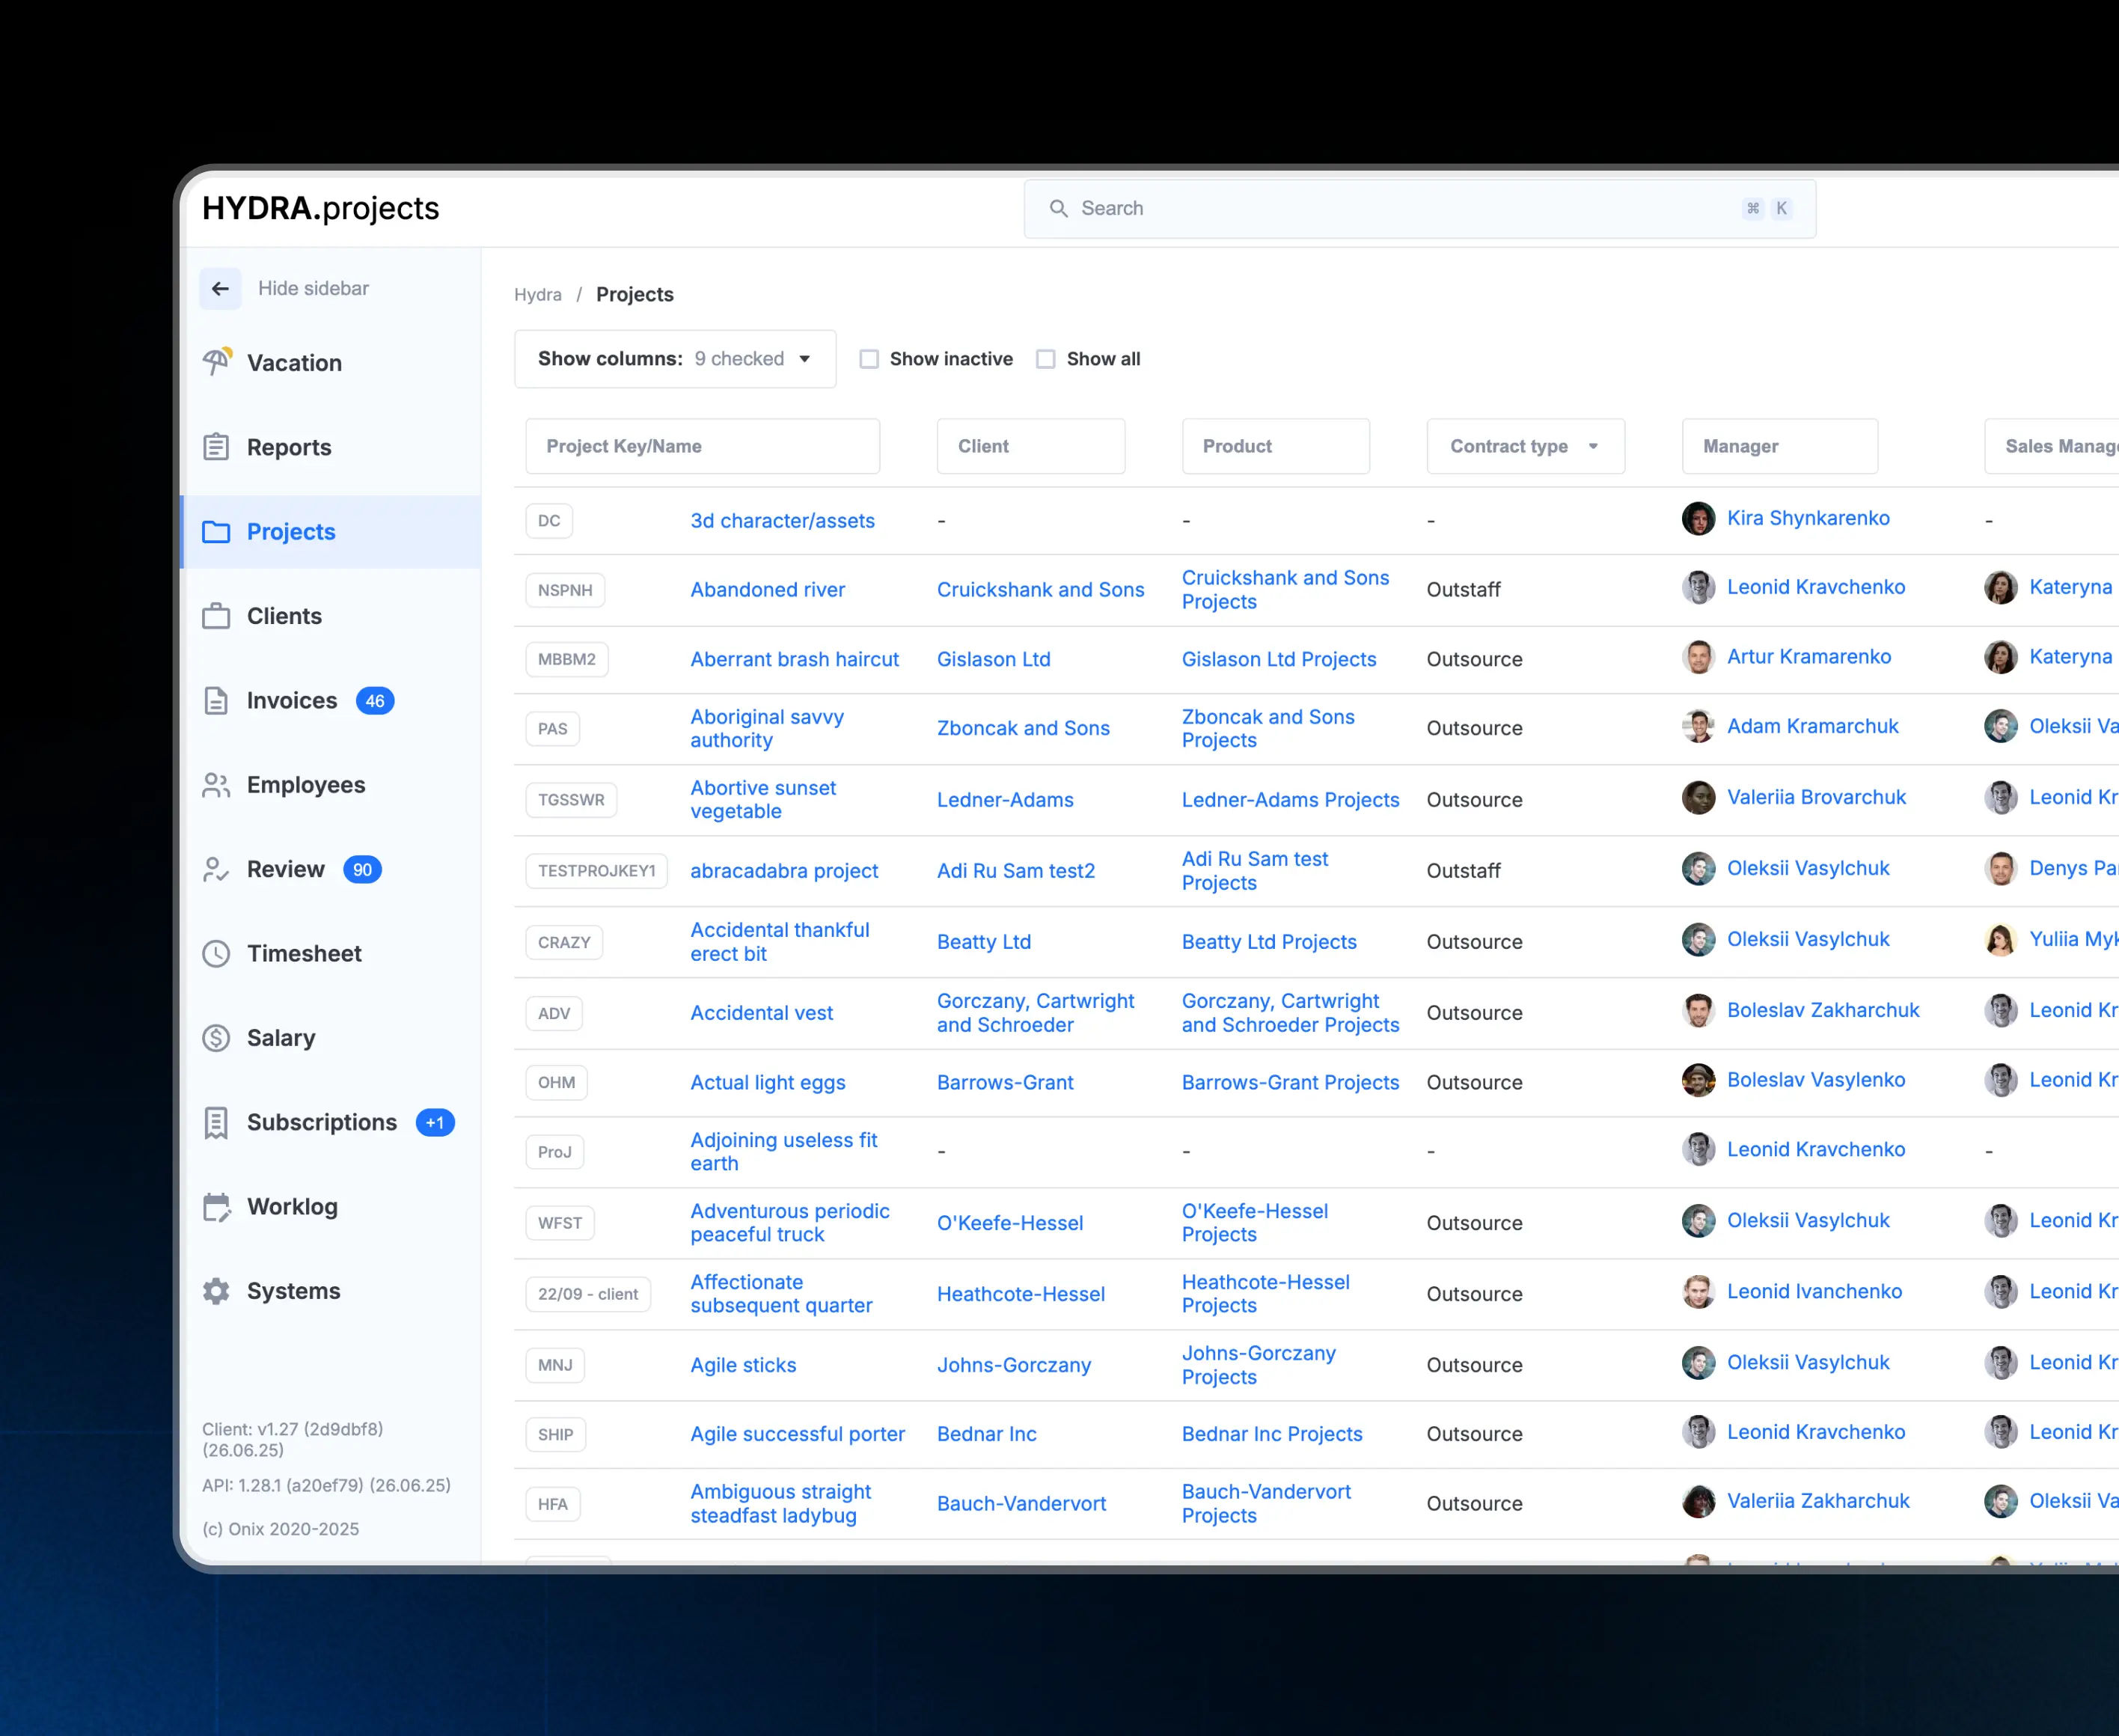 HYDRA.projects
Search
⌘ K
Hide sidebar
Vacation
Reports
Projects
Clients
Invoices 46
Employees
Review 90
Timesheet
Salary
Subscriptions +1
Worklog
Systems
Client: v1.27 (2d9dbf8)
(26.06.25)
API: 1.28.1 (a20ef79) (26.06.25)
(c) Onix 2020-2025
Hydra / Projects
Show columns: 9 checked
Show inactive
Show all
Project Key/Name Client Product Contract type Manager Sales
DC 3d character/assets - - - Kira Shynkarenko -
NSPNH Abandoned river Cruickshank and Sons Cruickshank and Sons
Projects Outstaff Leonid Kravchenko Kateryna
MBBM2 Aberrant brash haircut Gislason Ltd Gislason Ltd Projects Outsource Artur Kramarenko Kateryna
PAS Aboriginal savvy
authority Zboncak and Sons Zboncak and Sons
Projects Outsource Adam Kramarchuk Oleksii
TGSSWR Abortive sunset
vegetable Ledner-Adams Ledner-Adams Projects Outsource Valeriia Brovarchuk Leonid
TESTPROJKEY1 abracadabra project Adi Ru Sam test2 Adi Ru Sam test
Projects Outstaff Oleksii Vasylchuk Denys
CRAZY Accidental thankful
erect bit Beatty Ltd Beatty Ltd Projects Outsource Oleksii Vasylchuk Yuliia
ADV Accidental vest Gorczany, Cartwright
and Schroeder Gorczany, Cartwright
and Schroeder Projects Outsource Boleslav Zakharchuk Leonid
OHM Actual light eggs Barrows-Grant Barrows-Grant Projects Outsource Boleslav Vasylenko Leonid
ProJ Adjoining useless fit
earth - - - Leonid Kravchenko -
WFST Adventurous periodic
peaceful truck O'Keefe-Hessel O'Keefe-Hessel
Projects Outsource Oleksii Vasylchuk Leonid
22/09 - client Affectionate
subsequent quarter Heathcote-Hessel Heathcote-Hessel
Projects Outsource Leonid Ivanchenko Leonid
MNJ Agile sticks Johns-Gorczany Johns-Gorczany
Projects Outsource Oleksii Vasylchuk Leonid
SHIP Agile successful porter Bednar Inc Bednar Inc Projects Outsource Leonid Kravchenko Leonid
HFA Ambiguous straight
steadfast ladybug Bauch-Vandervort Bauch-Vandervort
Projects Outsource Valeriia Zakharchuk Oleksii